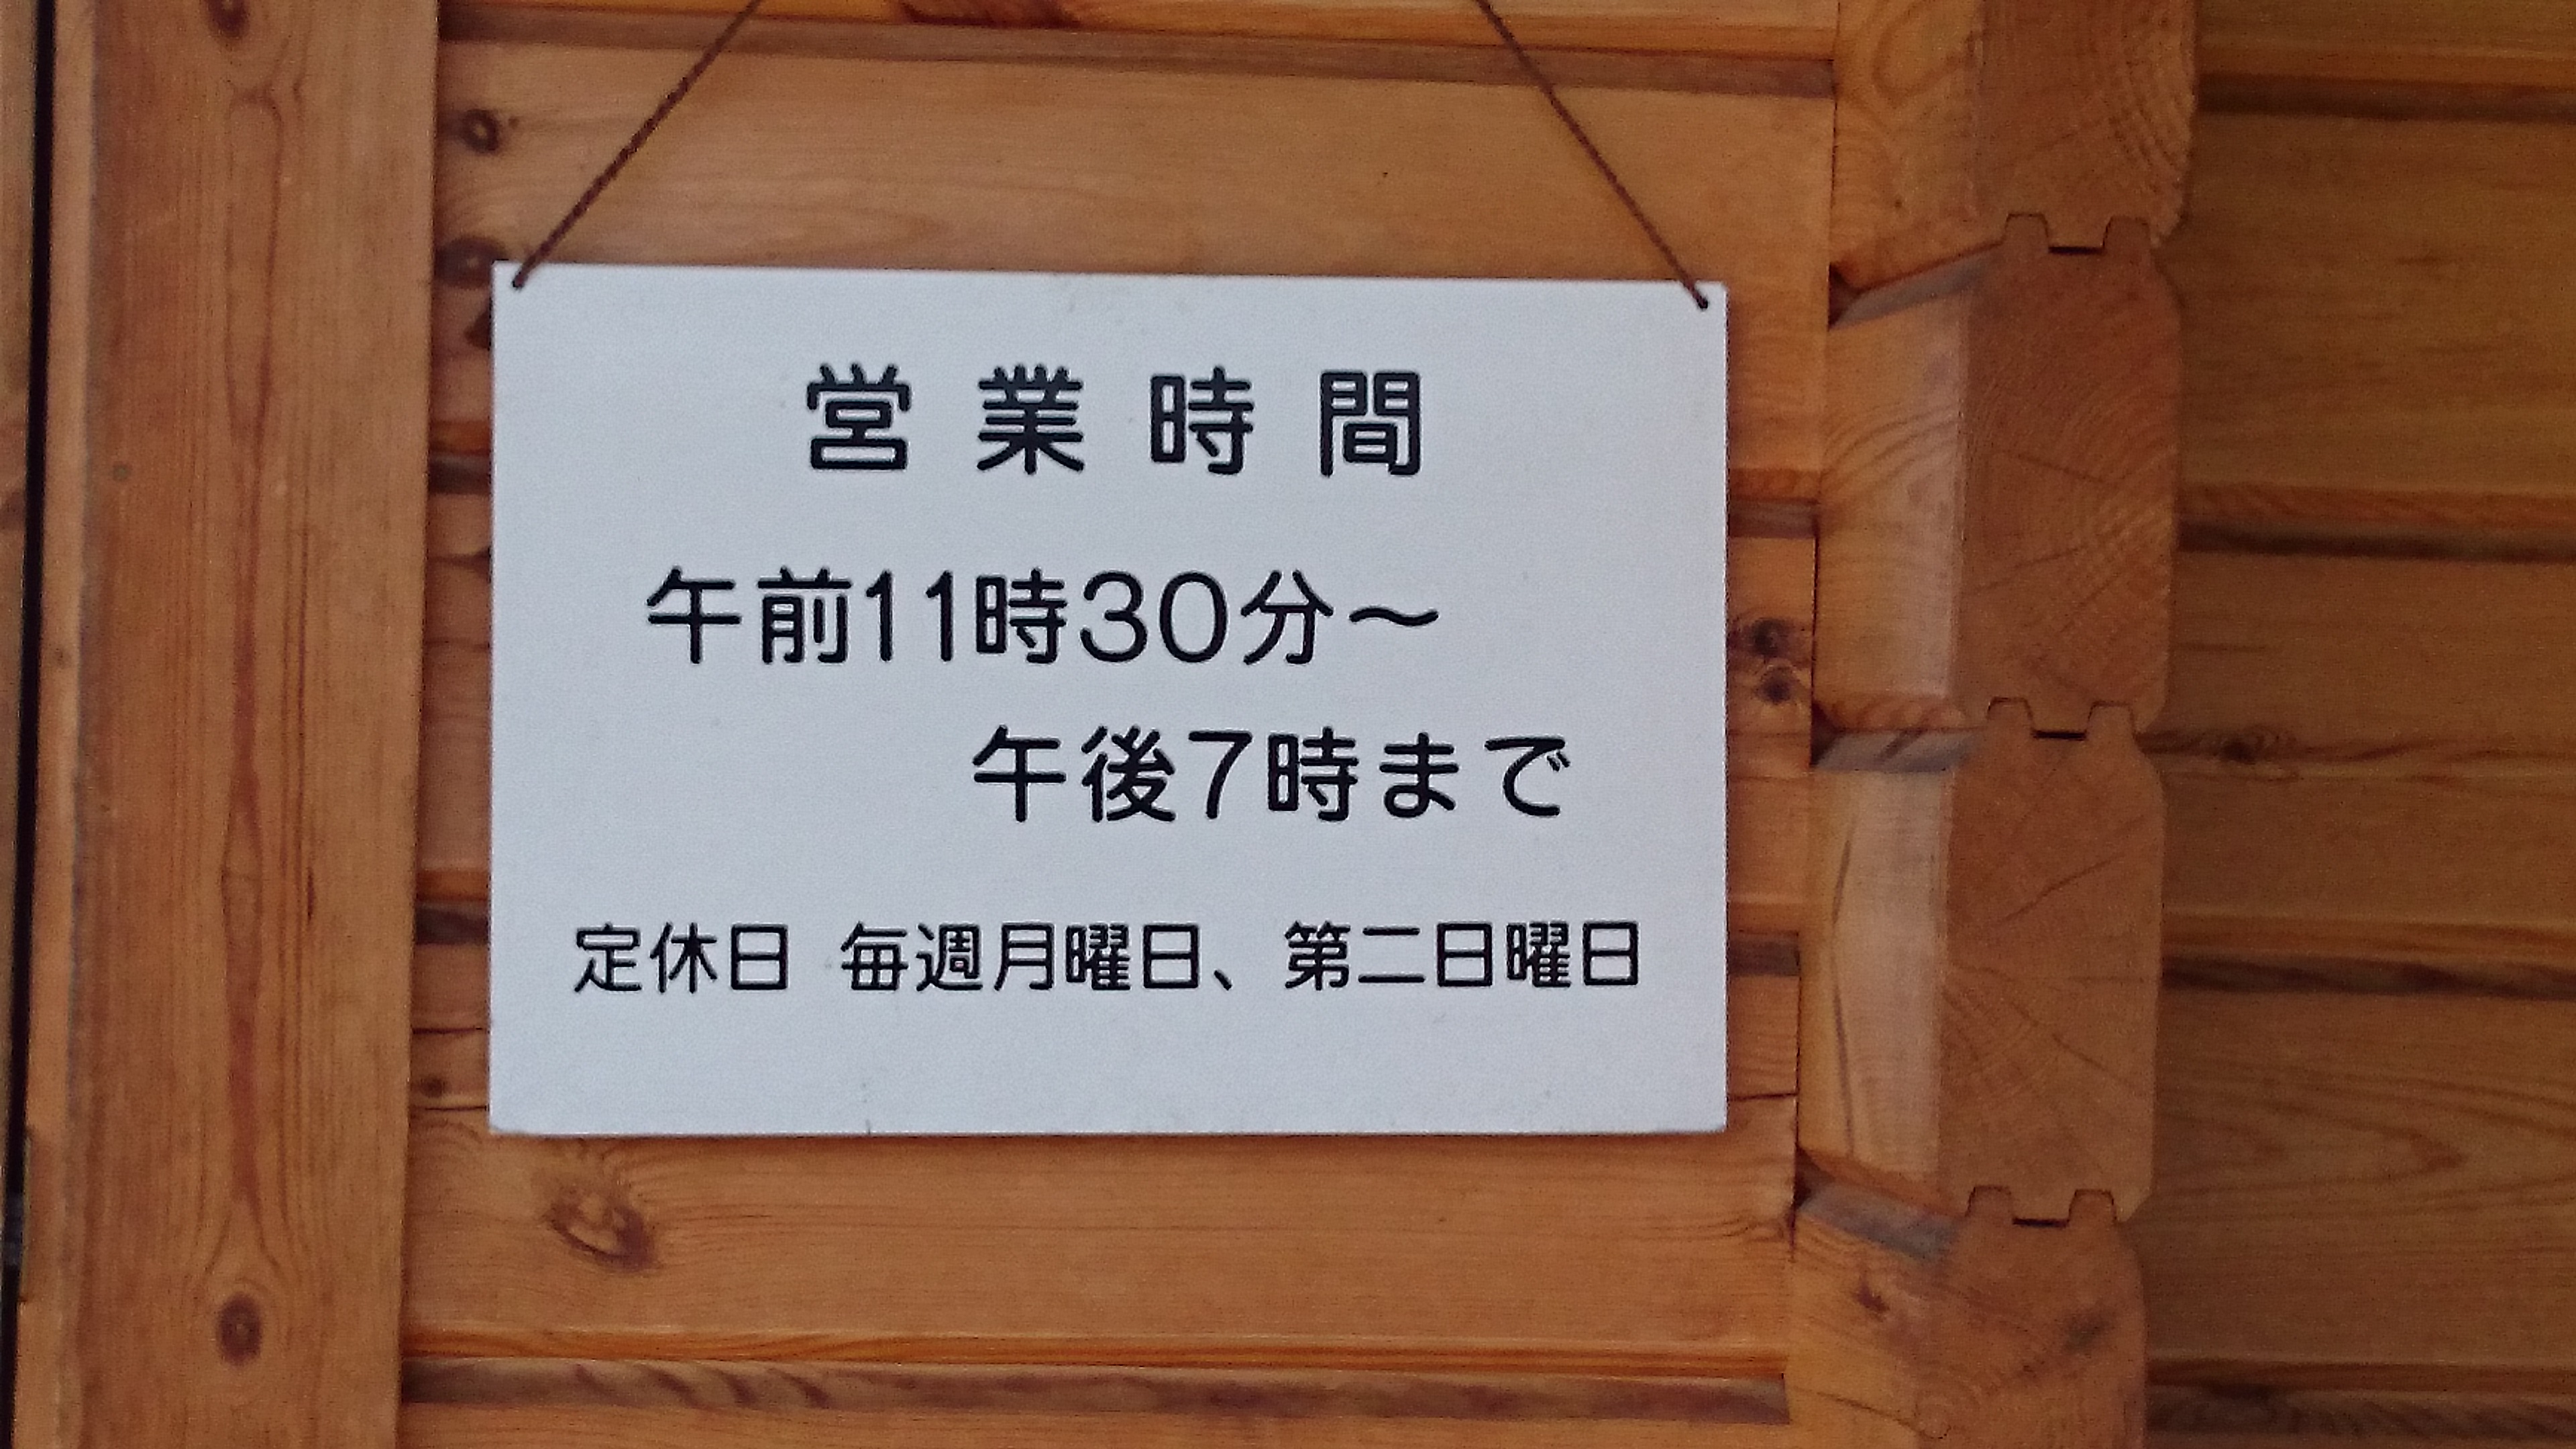 営業時間
午前11時30分～
午後7時まで
定休日 毎週月曜日、第二日曜日